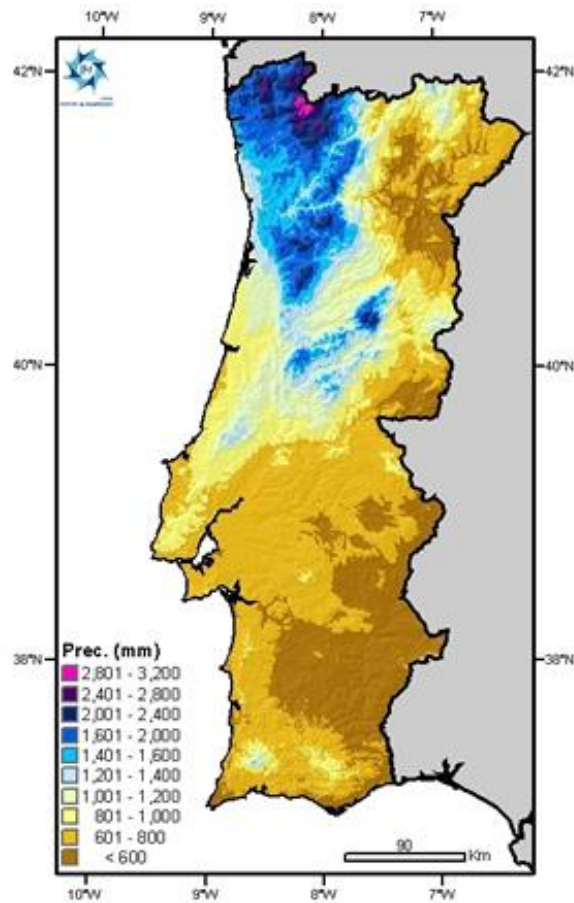 10°W 9°W 8°W 7°W
42°N 42°N
40°N 40°N
38°N 38°N
Prec. (mm)
2,801 - 3,200
2,401 - 2,800
2,001 - 2,400
1,601 - 2,000
1,401 - 1,600
1,201 - 1,400
1,001 - 1,200
801 - 1,000
601 - 800
< 600
90
Km
10°W 9°W 8°W 7°W